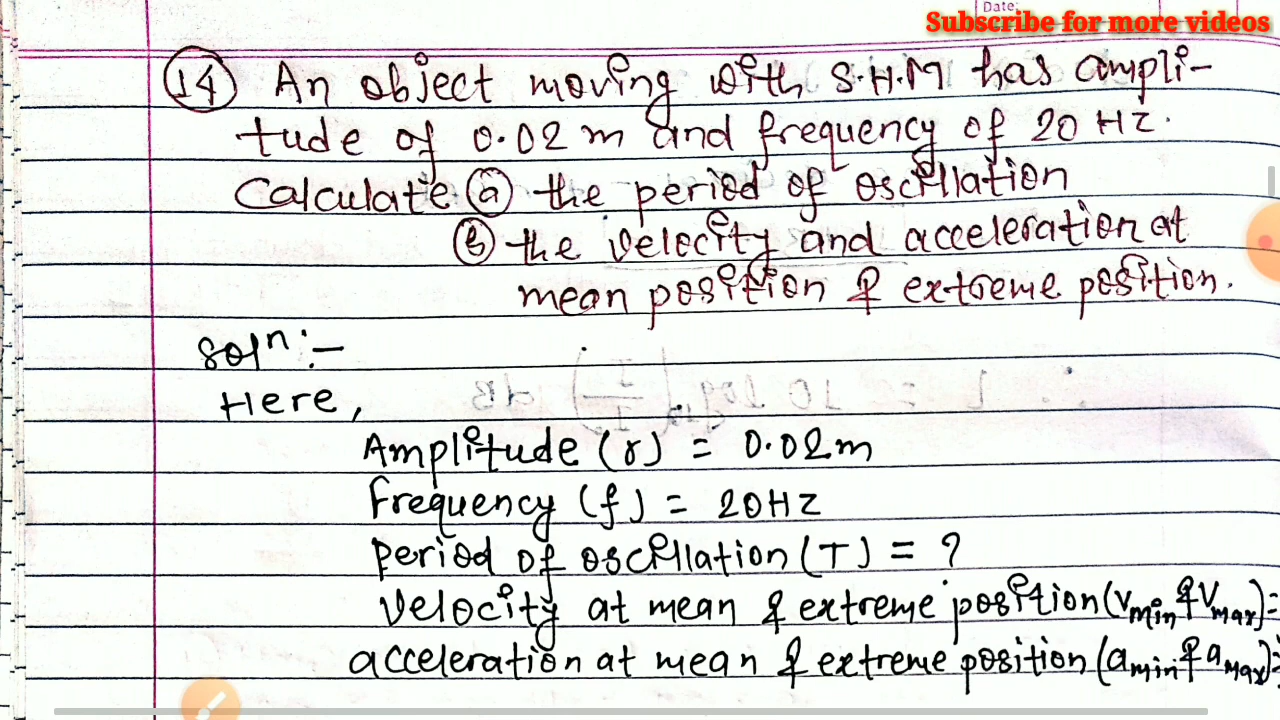 Date:
Subscribe for more videos
14 An object moving with S.H.M has ampli-
tude of 0.02 m and frequency of 20 Hz.
Calculate (a) the period of oscillation
(b) the velocity and acceleration at
mean position & extreme position.
Solⁿ:-
Here,
Amplitude (r) = 0.02m
frequency (f) = 20Hz
period of oscillation (T) = ?
Velocity at mean & extreme position (vmin & Vmax) =
acceleration at mean & extreme position (amin & amax) =